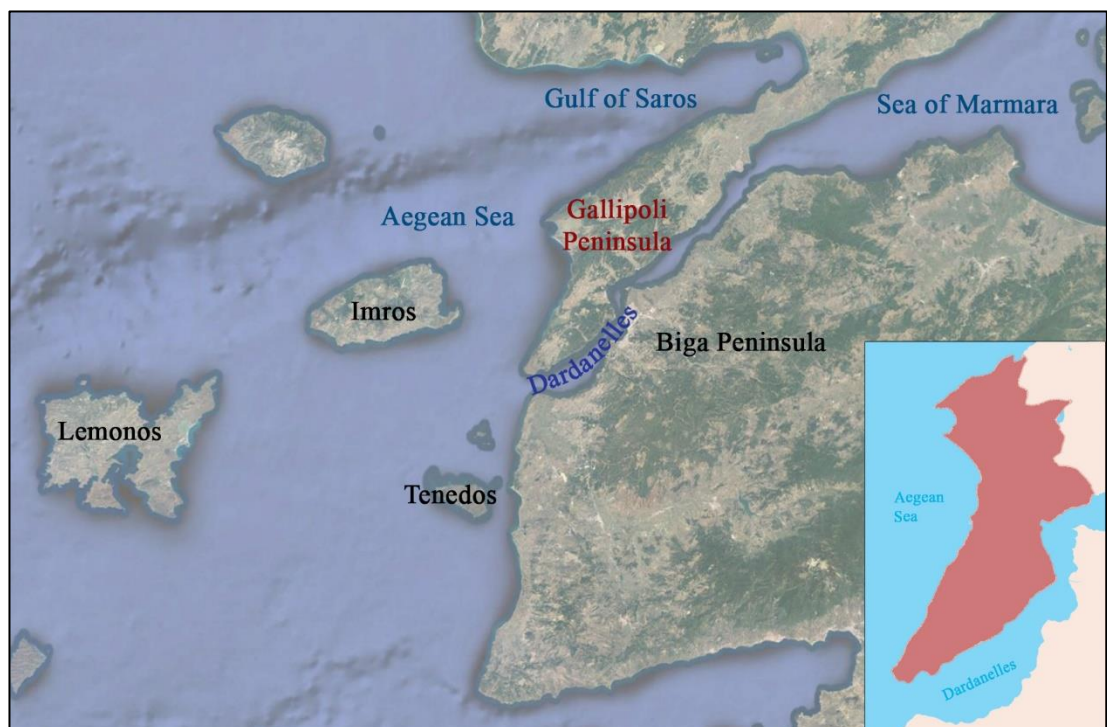 Gulf of Saros
Sea of Marmara
Aegean Sea
Gallipoli
Peninsula
Imros
Dardanelles
Biga Peninsula
Lemonos
Tenedos
Aegean
Sea
Dardanelles